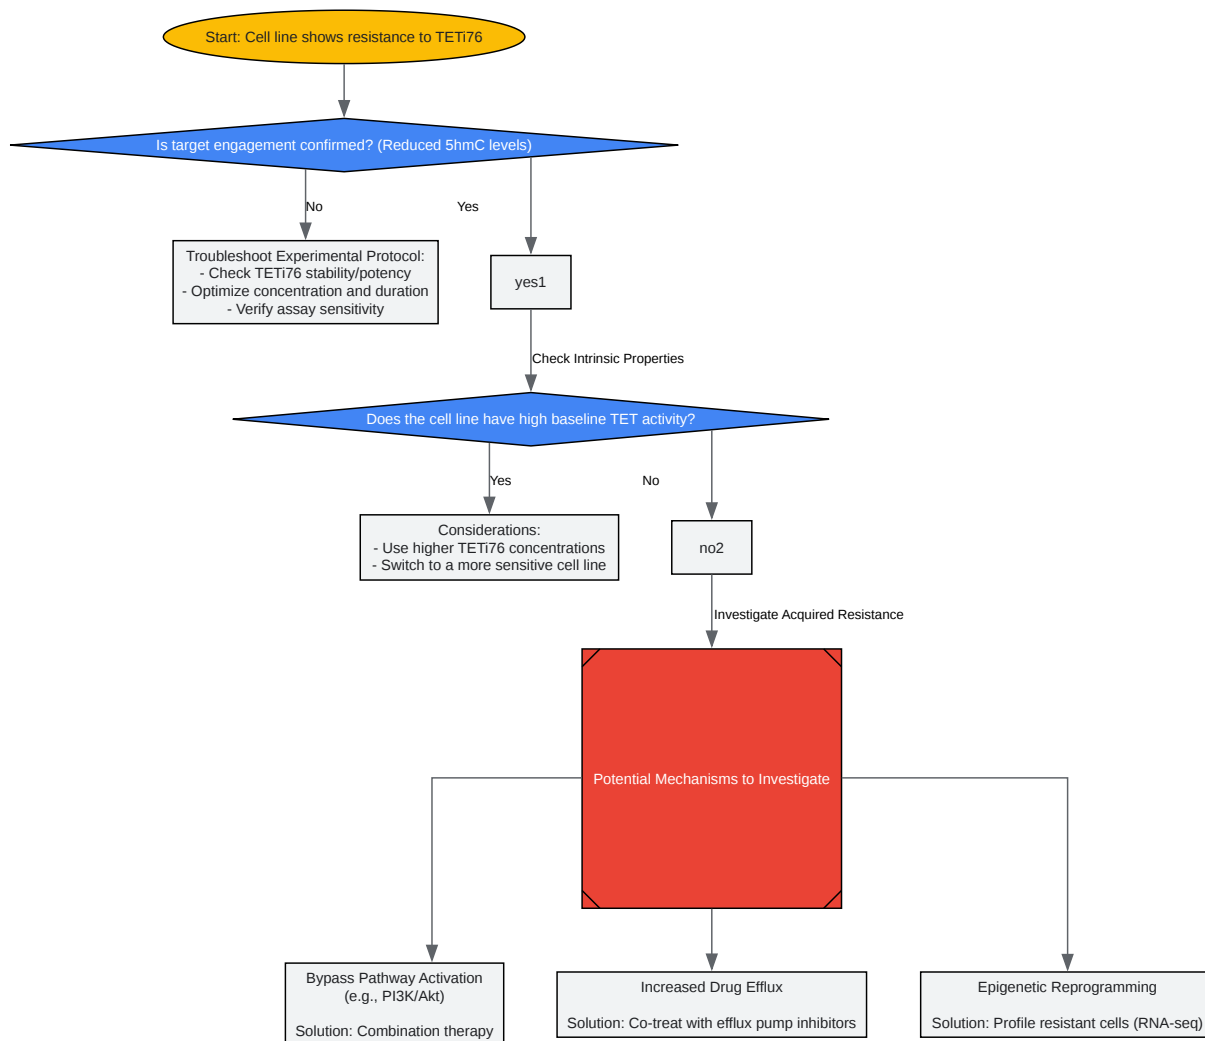 Start: Cell line shows resistance to TETi76
Is target engagement confirmed? (Reduced 5hmC levels)
No
Yes
Troubleshoot Experimental Protocol:
- Check TETi76 stability/potency
- Optimize concentration and duration
- Verify assay sensitivity
yes1
Check Intrinsic Properties
Does the cell line have high baseline TET activity?
Yes
No
Considerations:
- Use higher TETi76 concentrations
- Switch to a more sensitive cell line
no2
Investigate Acquired Resistance
Potential Mechanisms to Investigate
Bypass Pathway Activation
(e.g., PI3K/Akt)
Solution: Combination therapy
Increased Drug Efflux
Solution: Co-treat with efflux pump inhibitors
Epigenetic Reprogramming
Solution: Profile resistant cells (RNA-seq)